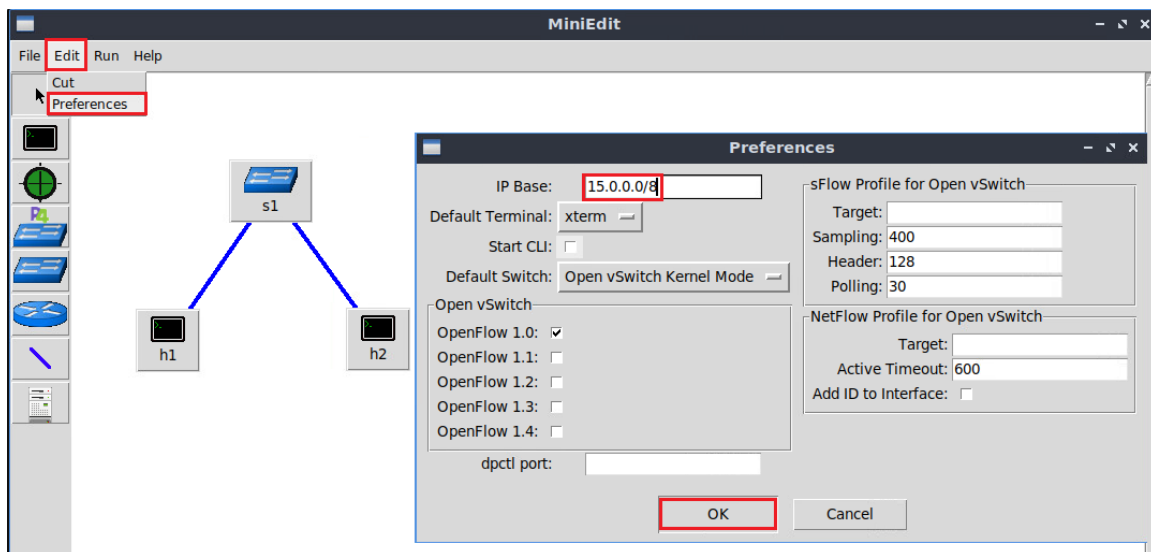 MiniEdit
File Edit Run Help
Cut
Preferences
P4
s1
h1
h2
Preferences
IP Base: 15.0.0.0/8
Default Terminal: xterm
Start CLI:
Default Switch: Open vSwitch Kernel Mode
Open vSwitch
OpenFlow 1.0:
OpenFlow 1.1:
OpenFlow 1.2:
OpenFlow 1.3:
OpenFlow 1.4:
dpctl port:
sFlow Profile for Open vSwitch
Target:
Sampling: 400
Header: 128
Polling: 30
NetFlow Profile for Open vSwitch
Target:
Active Timeout: 600
Add ID to Interface:
OK Cancel